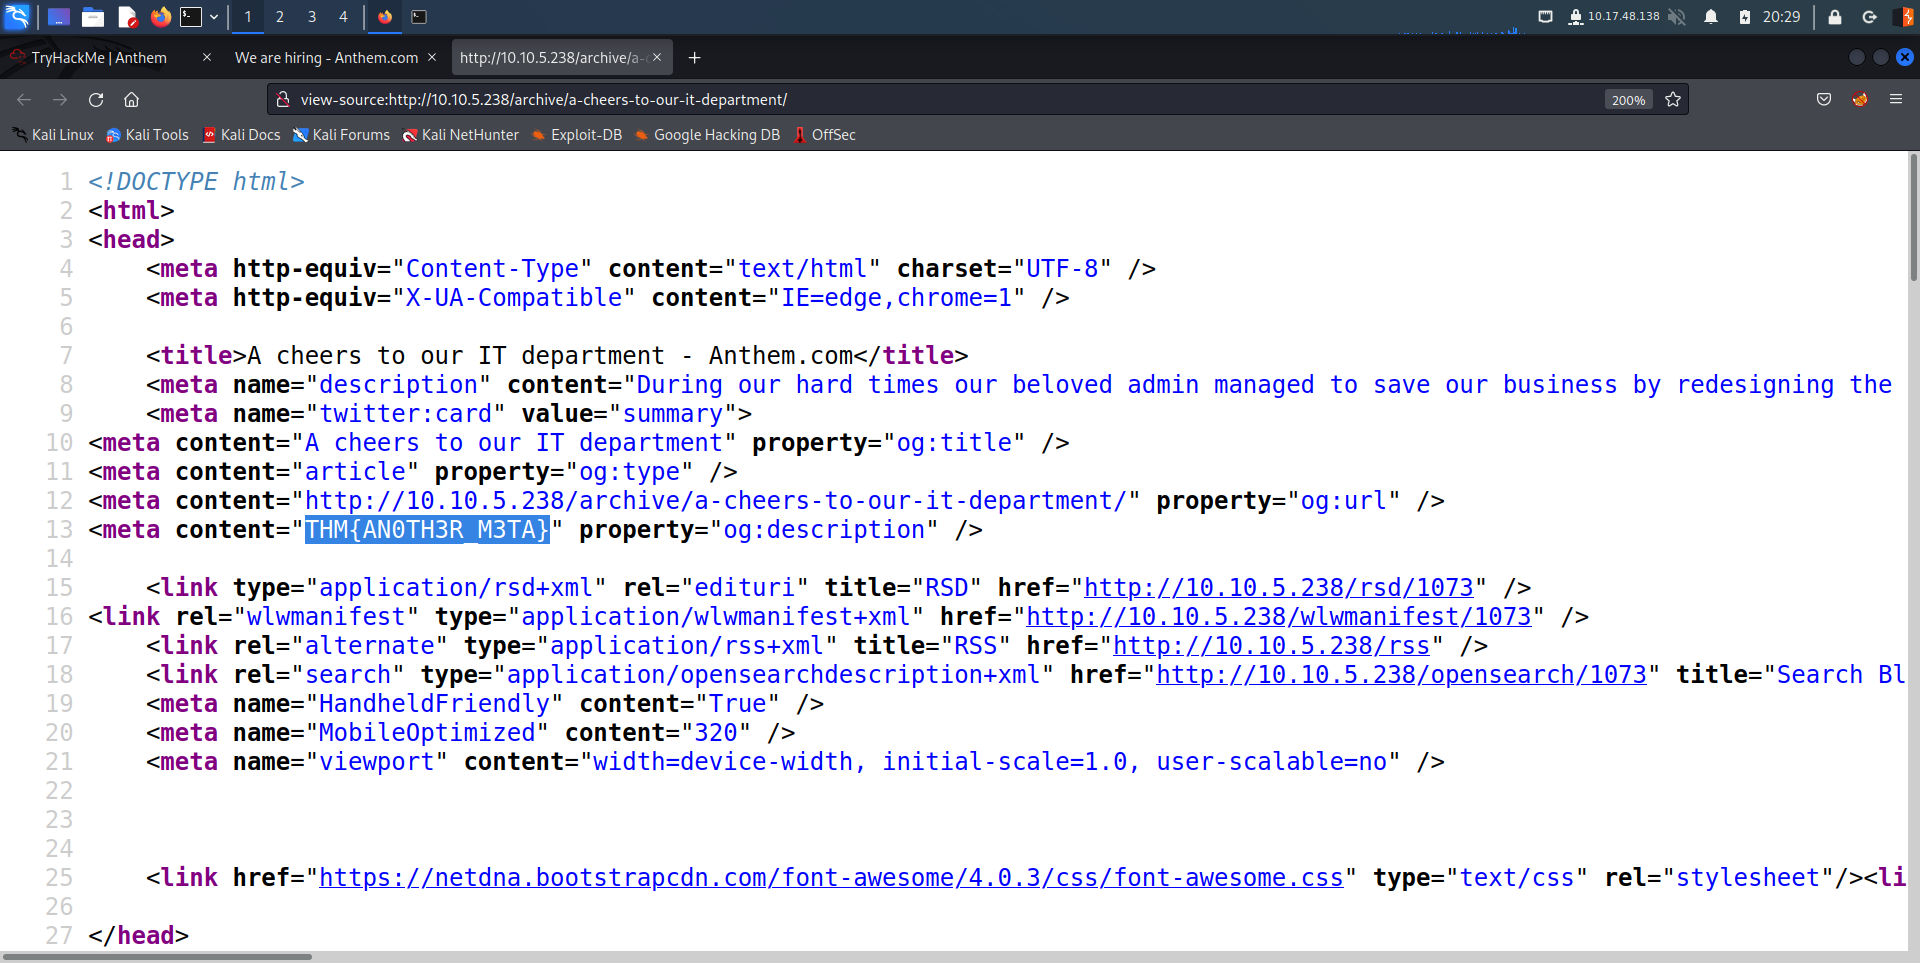 1 2 3 4 10.17.48.138 20:29
TryHackMe | Anthem × We are hiring - Anthem.com × http://10.10.5.238/archive/a- × +
view-source:http://10.10.5.238/archive/a-cheers-to-our-it-department/ 200%
Kali Linux Kali Tools Kali Docs Kali Forums Kali NetHunter Exploit-DB Google Hacking DB OffSec
1 <!DOCTYPE html>
2 <html>
3 <head>
4 <meta http-equiv="Content-Type" content="text/html" charset="UTF-8" />
5 <meta http-equiv="X-UA-Compatible" content="IE=edge,chrome=1" />
6
7 <title>A cheers to our IT department - Anthem.com</title>
8 <meta name="description" content="During our hard times our beloved admin managed to save our business by redesigning the
9 <meta name="twitter:card" value="summary">
10 <meta content="A cheers to our IT department" property="og:title" />
11 <meta content="article" property="og:type" />
12 <meta content="http://10.10.5.238/archive/a-cheers-to-our-it-department/" property="og:url" />
13 <meta content="THM{AN0TH3R_M3TA}" property="og:description" />
14
15 <link type="application/rsd+xml" rel="edituri" title="RSD" href="http://10.10.5.238/rsd/1073" />
16 <link rel="wlwmanifest" type="application/wlwmanifest+xml" href="http://10.10.5.238/wlwmanifest/1073" />
17 <link rel="alternate" type="application/rss+xml" title="RSS" href="http://10.10.5.238/rss" />
18 <link rel="search" type="application/opensearchdescription+xml" href="http://10.10.5.238/opensearch/1073" title="Search Bl
19 <meta name="HandheldFriendly" content="True" />
20 <meta name="MobileOptimized" content="320" />
21 <meta name="viewport" content="width=device-width, initial-scale=1.0, user-scalable=no" />
22
23
24
25 <link href="https://netdna.bootstrapcdn.com/font-awesome/4.0.3/css/font-awesome.css" type="text/css" rel="stylesheet"/><li
26
27 </head>